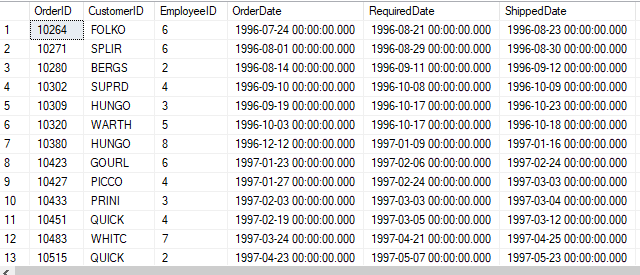 OrderID CustomerID EmployeeID OrderDate RequiredDate ShippedDate
1 10264 FOLKO 6 1996-07-24 00:00:00.000 1996-08-21 00:00:00.000 1996-08-23 00:00:00.000
2 10271 SPLIR 6 1996-08-01 00:00:00.000 1996-08-29 00:00:00.000 1996-08-30 00:00:00.000
3 10280 BERGS 2 1996-08-14 00:00:00.000 1996-09-11 00:00:00.000 1996-09-12 00:00:00.000
4 10302 SUPRD 4 1996-09-10 00:00:00.000 1996-10-08 00:00:00.000 1996-10-09 00:00:00.000
5 10309 HUNGO 3 1996-09-19 00:00:00.000 1996-10-17 00:00:00.000 1996-10-23 00:00:00.000
6 10320 WARTH 5 1996-10-03 00:00:00.000 1996-10-17 00:00:00.000 1996-10-18 00:00:00.000
7 10380 HUNGO 8 1996-12-12 00:00:00.000 1997-01-09 00:00:00.000 1997-01-16 00:00:00.000
8 10423 GOURL 6 1997-01-23 00:00:00.000 1997-02-06 00:00:00.000 1997-02-24 00:00:00.000
9 10427 PICCO 4 1997-01-27 00:00:00.000 1997-02-24 00:00:00.000 1997-03-03 00:00:00.000
10 10433 PRINI 3 1997-02-03 00:00:00.000 1997-03-03 00:00:00.000 1997-03-04 00:00:00.000
11 10451 QUICK 4 1997-02-19 00:00:00.000 1997-03-05 00:00:00.000 1997-03-12 00:00:00.000
12 10483 WHITC 7 1997-03-24 00:00:00.000 1997-04-21 00:00:00.000 1997-04-25 00:00:00.000
13 10515 QUICK 2 1997-04-23 00:00:00.000 1997-05-07 00:00:00.000 1997-05-23 00:00:00.000